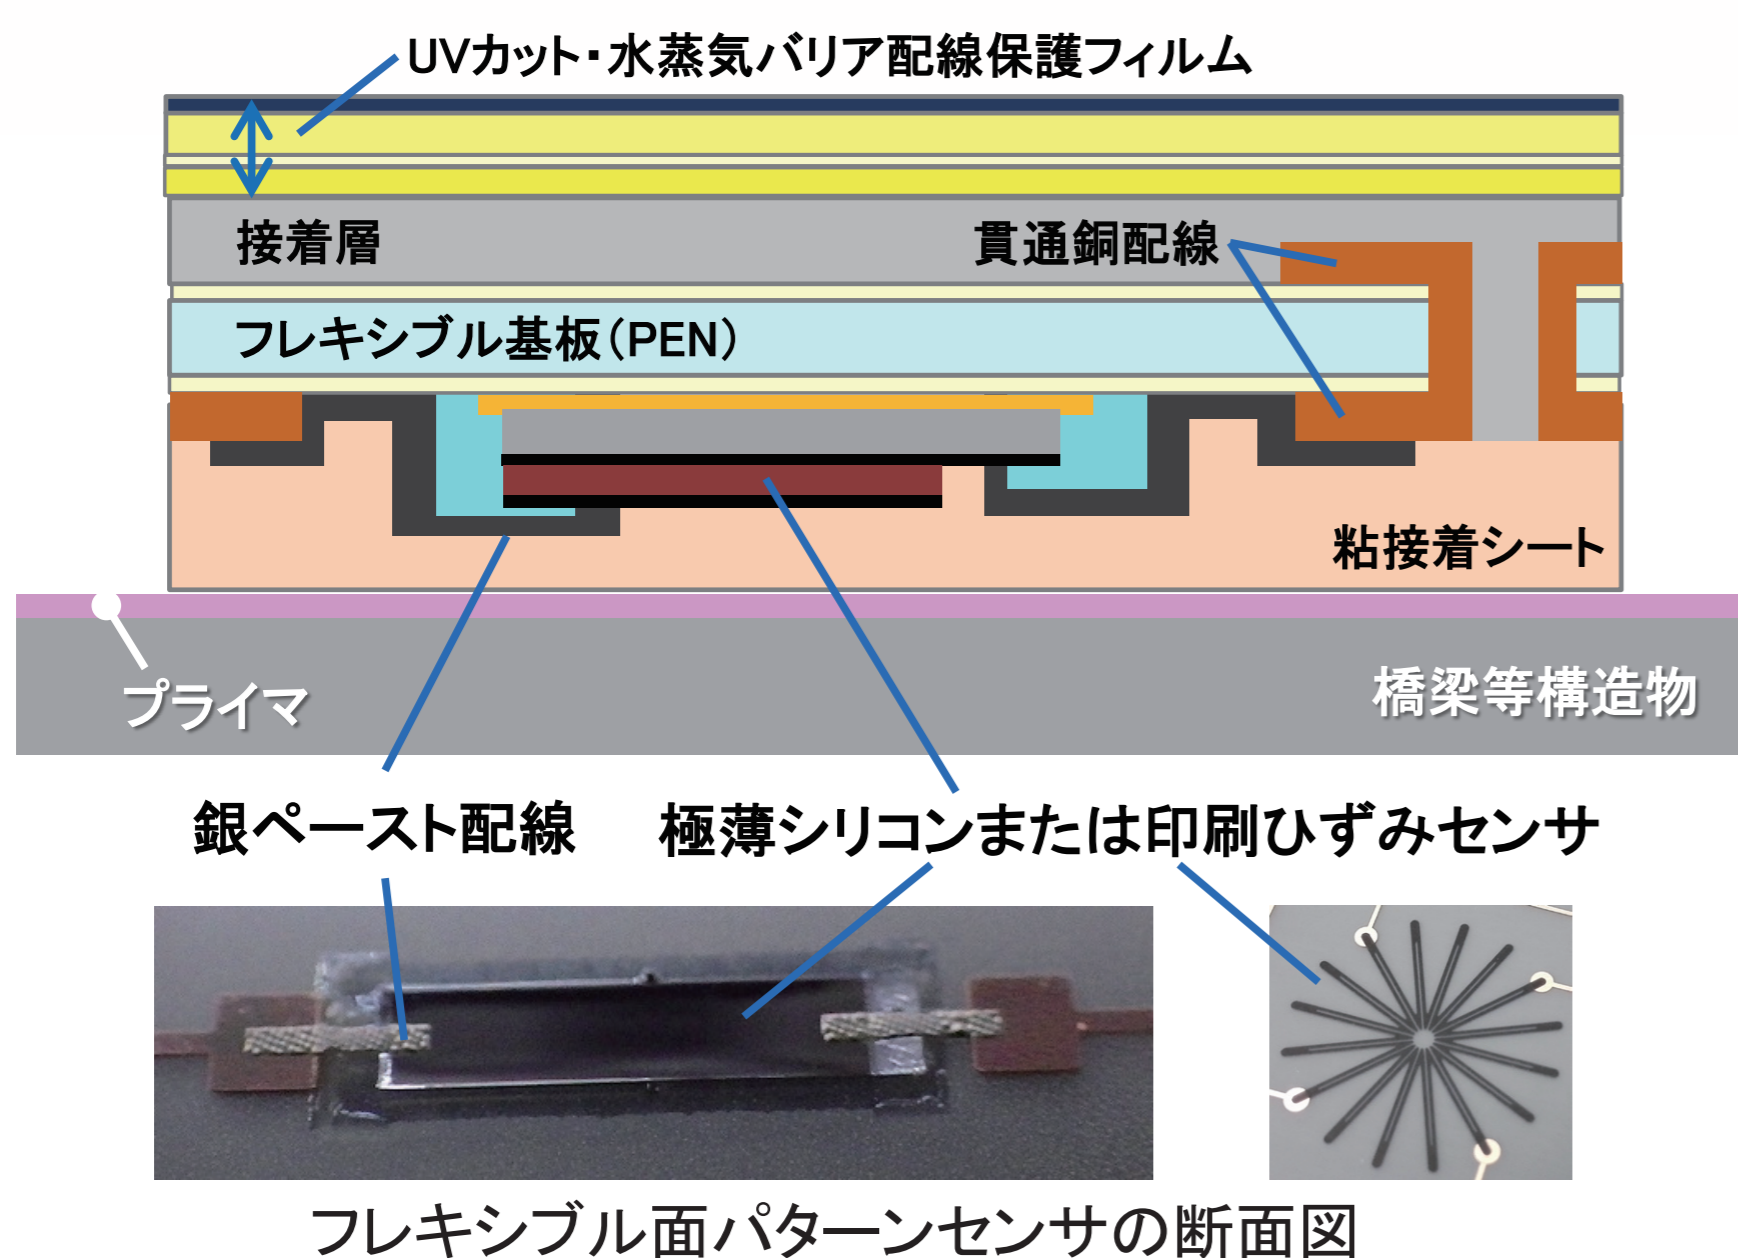 UVカット・水蒸気バリア配線保護フィルム
接着層
貫通銅配線
フレキシブル基板(PEN)
粘接着シート
プライマ
橋梁等構造物
銀ペースト配線
極薄シリコンまたは印刷ひずみセンサ
フレキシブル面パターンセンサの断面図